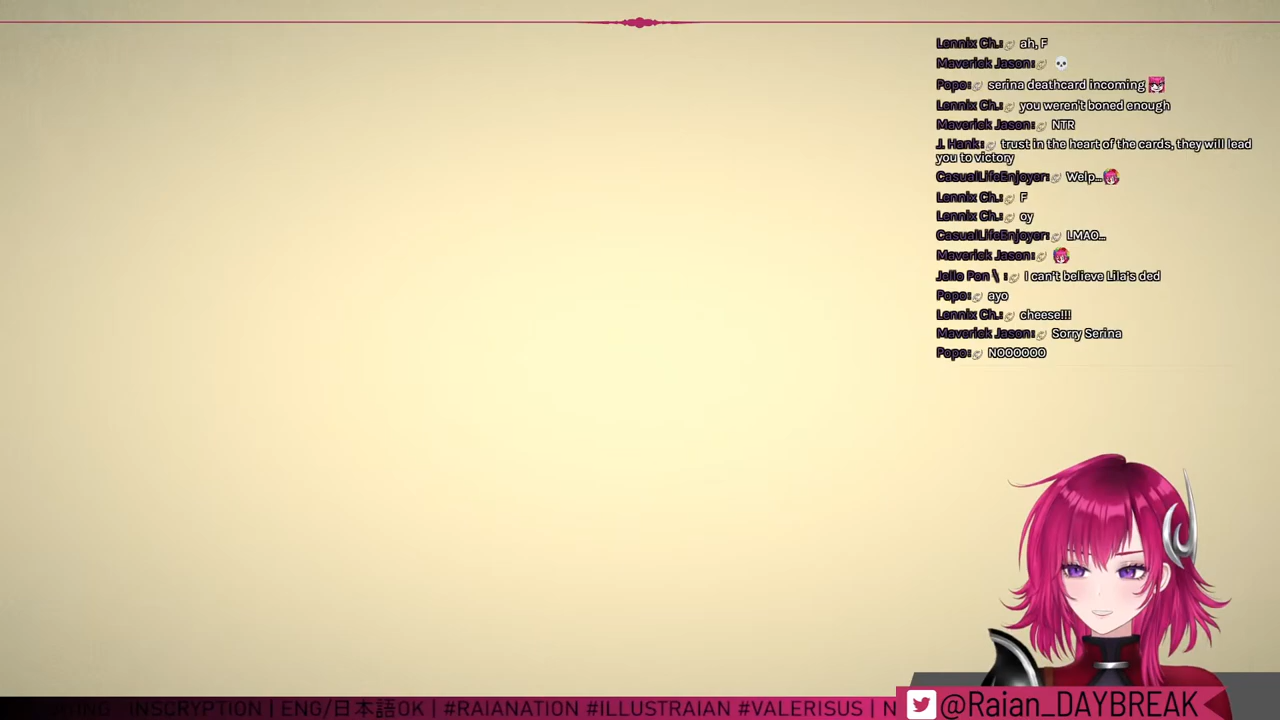 Lennix Ch.: ah, F
Maverick Jason: 💀
Popo: serina deathcard incoming
Lennix Ch.: you weren't boned enough
Maverick Jason: NTR
J. Hank: trust in the heart of the cards, they will lead
you to victory
CasualLifeEnjoyer: Welp...
Lennix Ch.: F
Lennix Ch.: oy
CasualLifeEnjoyer: LMAO...
Maverick Jason:
Jello Pon \ : I can't believe Lila's ded
Popo: ayo
Lennix Ch.: cheese!!!
Maverick Jason: Sorry Serina
Popo: NOOOOOO
INSCRYPTION | ENG/日本語OK | #RAIANATION #ILLUSTRAIAN #VALERISUS | N
@Raian_DAYBREAK